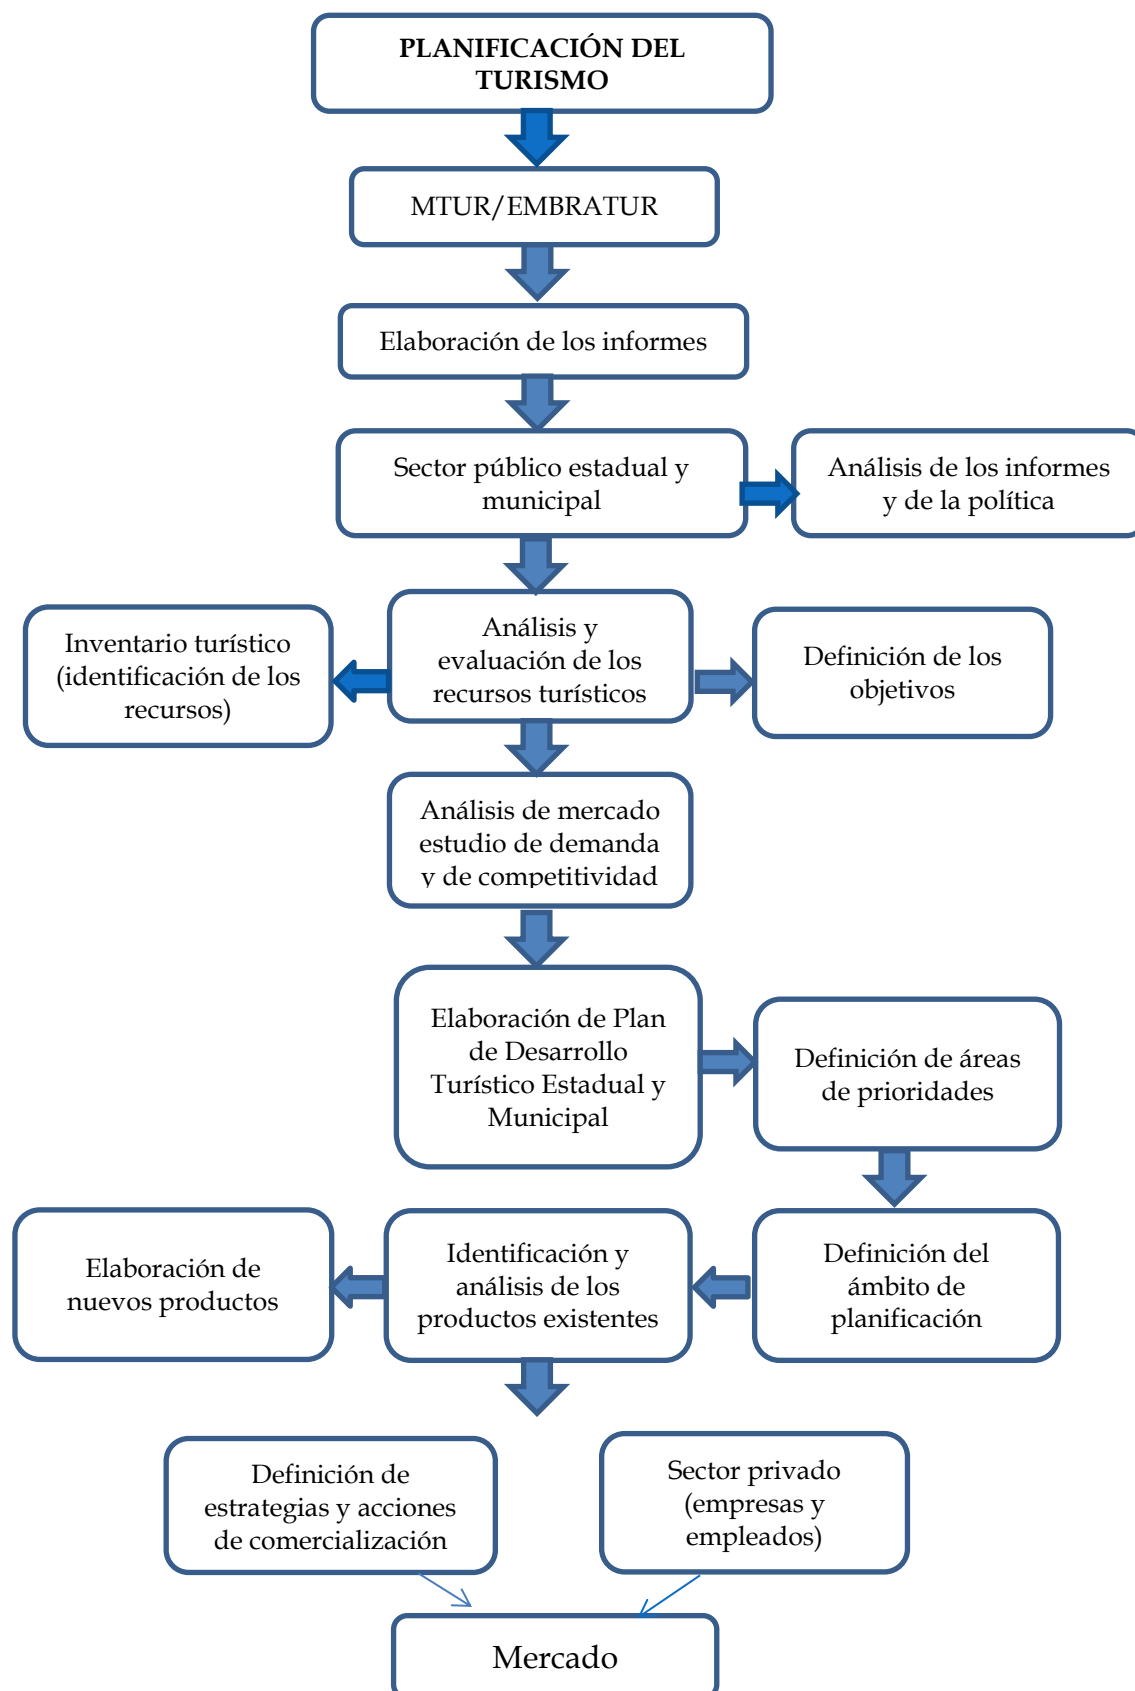 PLANIFICACIÓN DEL
TURISMO
MTUR/EMBRATUR
Elaboración de los informes
Sector público estadual y
municipal
Análisis de los informes
y de la política
Inventario turístico
(identificación de los
recursos)
Análisis y
evaluación de los
recursos turísticos
Definición de los
objetivos
Análisis de mercado
estudio de demanda
y de competitividad
Elaboración de Plan
de Desarrollo
Turístico Estadual y
Municipal
Definición de áreas
de prioridades
Elaboración de
nuevos productos
Identificación y
análisis de los
productos existentes
Definición del
ámbito de
planificación
Definición de
estrategias y acciones
de comercialización
Sector privado
(empresas y
empleados)
Mercado